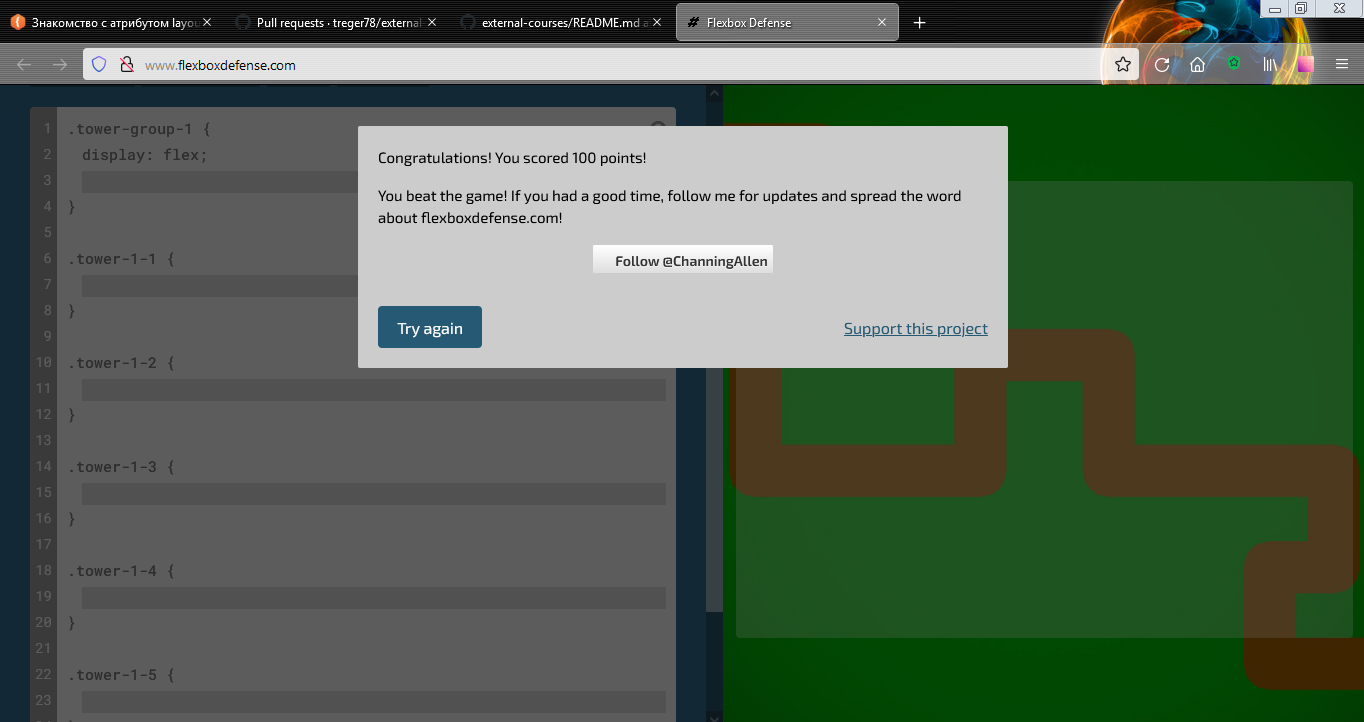 Знакомство с атрибутом layou
Pull requests · treger78/external
external-courses/README.md a
# Flexbox Defense
www.flexboxdefense.com
1 .tower-group-1 {
2 display: flex;
3
4 }
5
6 .tower-1-1 {
7
8 }
9
10 .tower-1-2 {
11
12 }
13
14 .tower-1-3 {
15
16 }
17
18 .tower-1-4 {
19
20 }
21
22 .tower-1-5 {
23
Congratulations! You scored 100 points!
You beat the game! If you had a good time, follow me for updates and spread the word
about flexboxdefense.com!
Follow @ChanningAllen
Try again
Support this project